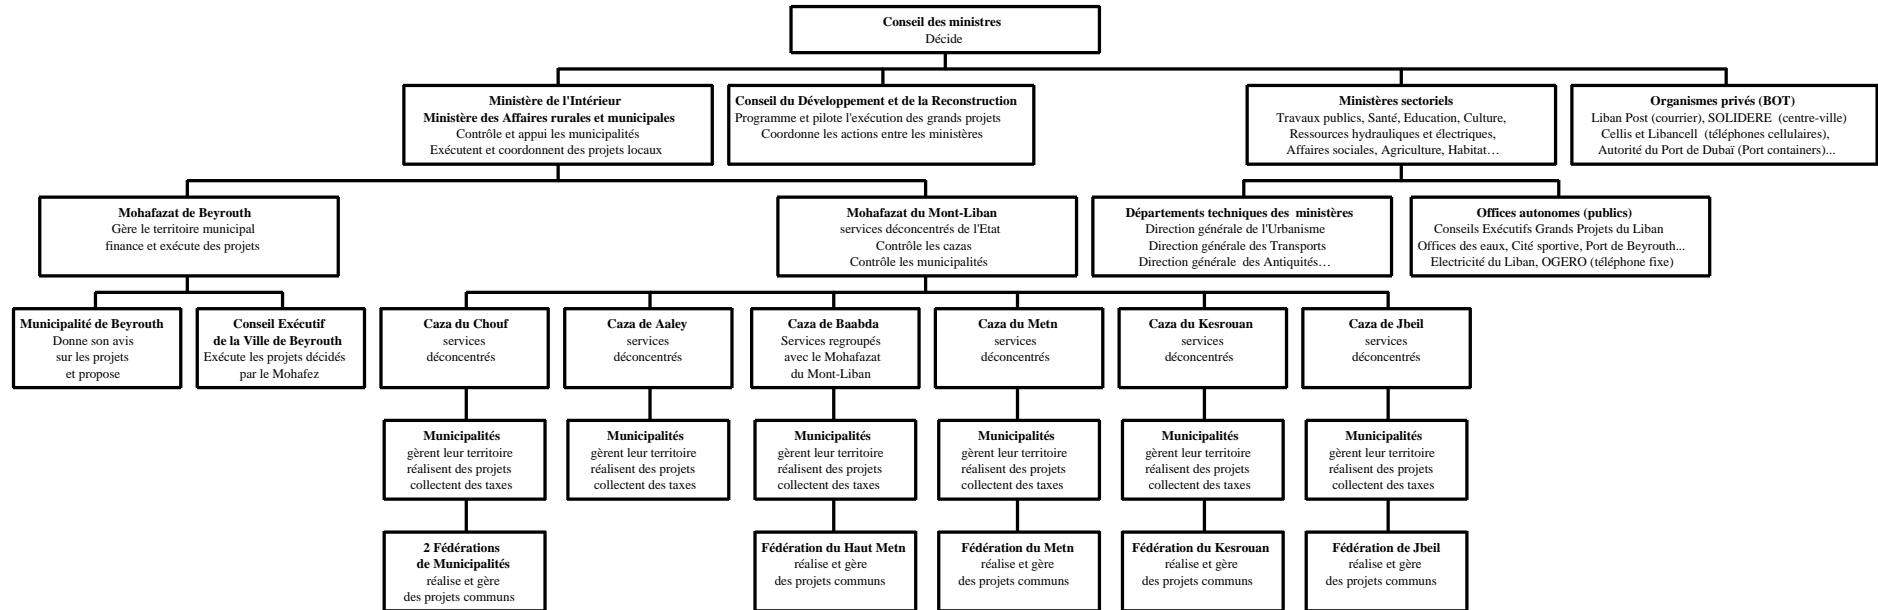 Conseil des ministres
Décide
Ministère de l'Intérieur
Ministère des Affaires rurales et municipales
Contrôle et appui les municipalités
Exécutent et coordonnent des projets locaux
Conseil du Développement et de la Reconstruction
Programme et pilote l'exécution des grands projets
Coordonne les actions entre les ministères
Ministères sectoriels
Travaux publics, Santé, Education, Culture,
Ressources hydrauliques et électriques,
Affaires sociales, Agriculture, Habitat…
Organismes privés (BOT)
Liban Post (courrier), SOLIDERE (centre-ville)
Cellis et Libancell (téléphones cellulaires),
Autorité du Port de Dubaï (Port containers)...
Mohafazat de Beyrouth
Gère le territoire municipal
finance et exécute des projets
Mohafazat du Mont-Liban
services déconcentrés de l'Etat
Contrôle les cazas
Contrôle les municipalités
Départements techniques des ministères
Direction générale de l'Urbanisme
Direction générale des Transports
Direction générale des Antiquités…
Offices autonomes (publics)
Conseils Exécutifs Grands Projets du Liban
Offices des eaux, Cité sportive, Port de Beyrouth...
Electricité du Liban, OGERO (téléphone fixe)
Municipalité de Beyrouth
Donne son avis
sur les projets
et propose
Conseil Exécutif
de la Ville de Beyrouth
Exécute les projets décidés
par le Mohafez
Caza du Chouf
services
déconcentrés
Caza de Aaley
services
déconcentrés
Caza de Baabda
Services regroupés
avec le Mohafazat
du Mont-Liban
Caza du Metn
services
déconcentrés
Caza du Kesrouan
services
déconcentrés
Caza de Jbeil
services
déconcentrés
Municipalités
gèrent leur territoire
réalisent des projets
collectent des taxes
Municipalités
gèrent leur territoire
réalisent des projets
collectent des taxes
Municipalités
gèrent leur territoire
réalisent des projets
collectent des taxes
Municipalités
gèrent leur territoire
réalisent des projets
collectent des taxes
Municipalités
gèrent leur territoire
réalisent des projets
collectent des taxes
Municipalités
gèrent leur territoire
réalisent des projets
collectent des taxes
2 Fédérations
de Municipalités
réalise et gère
des projets communs
Fédération du Haut Metn
réalise et gère
des projets communs
Fédération du Metn
réalise et gère
des projets communs
Fédération du Kesrouan
réalise et gère
des projets communs
Fédération de Jbeil
réalise et gère
des projets communs